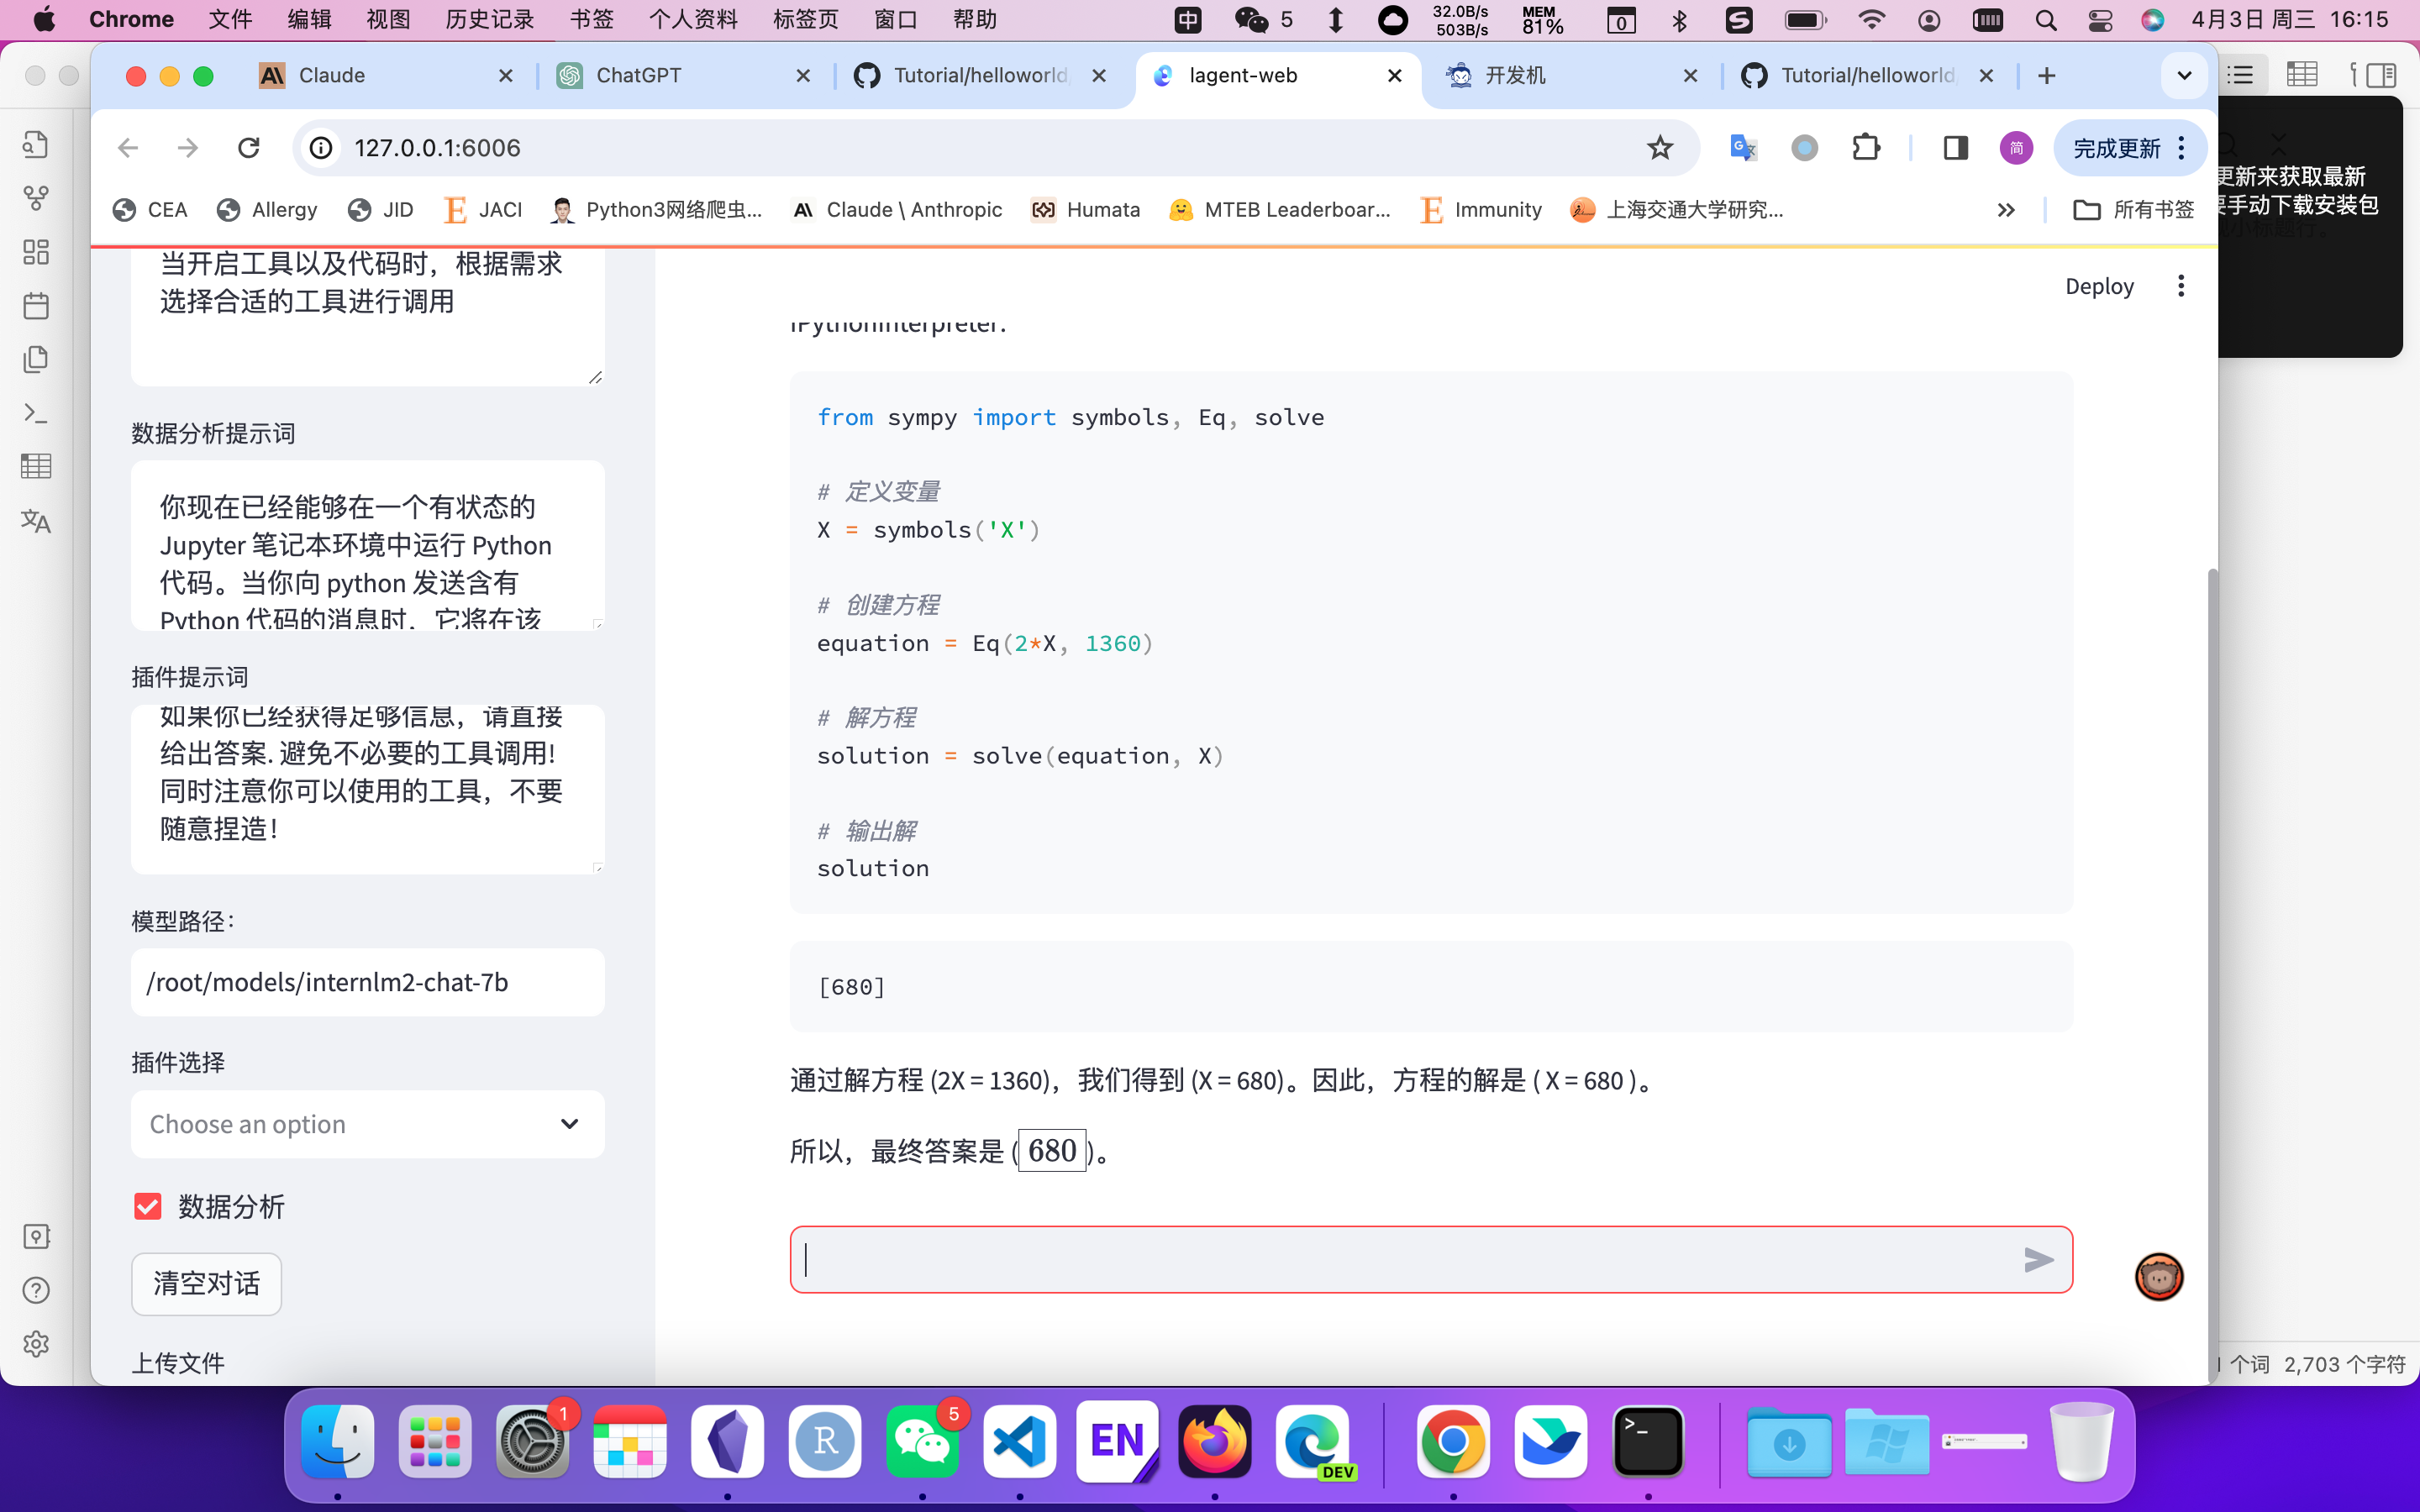 Chrome 文件 编辑 视图 历史记录 书签 个人资料 标签页 窗口 帮助 中 5 32.0B/s 503B/s MEM 81% 0 4月3日 周三 16:15
Claude ChatGPT Tutorial/helloworld lagent-web 开发机 Tutorial/helloworld
127.0.0.1:6006 简 完成更新
CEA Allergy JID JACI Python3网络爬虫... Claude \ Anthropic Humata MTEB Leaderboar... Immunity 上海交通大学研究... 所有书签
更新来获取最新
要手动下载安装包
当开启工具以及代码时，根据需求
选择合适的工具进行调用
数据分析提示词
你现在已经能够在一个有状态的
Jupyter 笔记本环境中运行 Python
代码。当你向 python 发送含有
Python 代码的消息时，它将在该
插件提示词
如果你已经获得足够信息，请直接
给出答案. 避免不必要的工具调用!
同时注意你可以使用的工具，不要
随意捏造！
模型路径：
/root/models/internlm2-chat-7b
插件选择
Choose an option
数据分析
清空对话
上传文件
Deploy
IPythonInterpreter:
from sympy import symbols, Eq, solve
# 定义变量
X = symbols('X')
# 创建方程
equation = Eq(2*X, 1360)
# 解方程
solution = solve(equation, X)
# 输出解
solution
[680]
通过解方程 (2X = 1360)，我们得到 (X = 680)。因此，方程的解是 ( X = 680 )。
所以，最终答案是 (680)。
个词 2,703 个字符
1 R 5 EN DEV